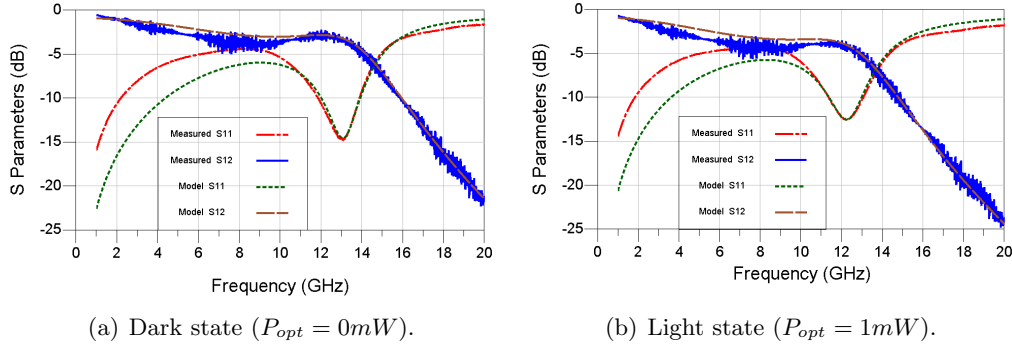 0
-5
-10
-15
-20
-25
S Parameters (dB)
Measured S11
Measured S12
Model S11
Model S12
0 2 4 6 8 10 12 14 16 18 20
Frequency (GHz)
(a) Dark state (P_opt = 0mW).
0
-5
-10
-15
-20
-25
S Parameters (dB)
Measured S11
Measured S12
Model S11
Model S12
0 2 4 6 8 10 12 14 16 18 20
Frequency (GHz)
(b) Light state (P_opt = 1mW).